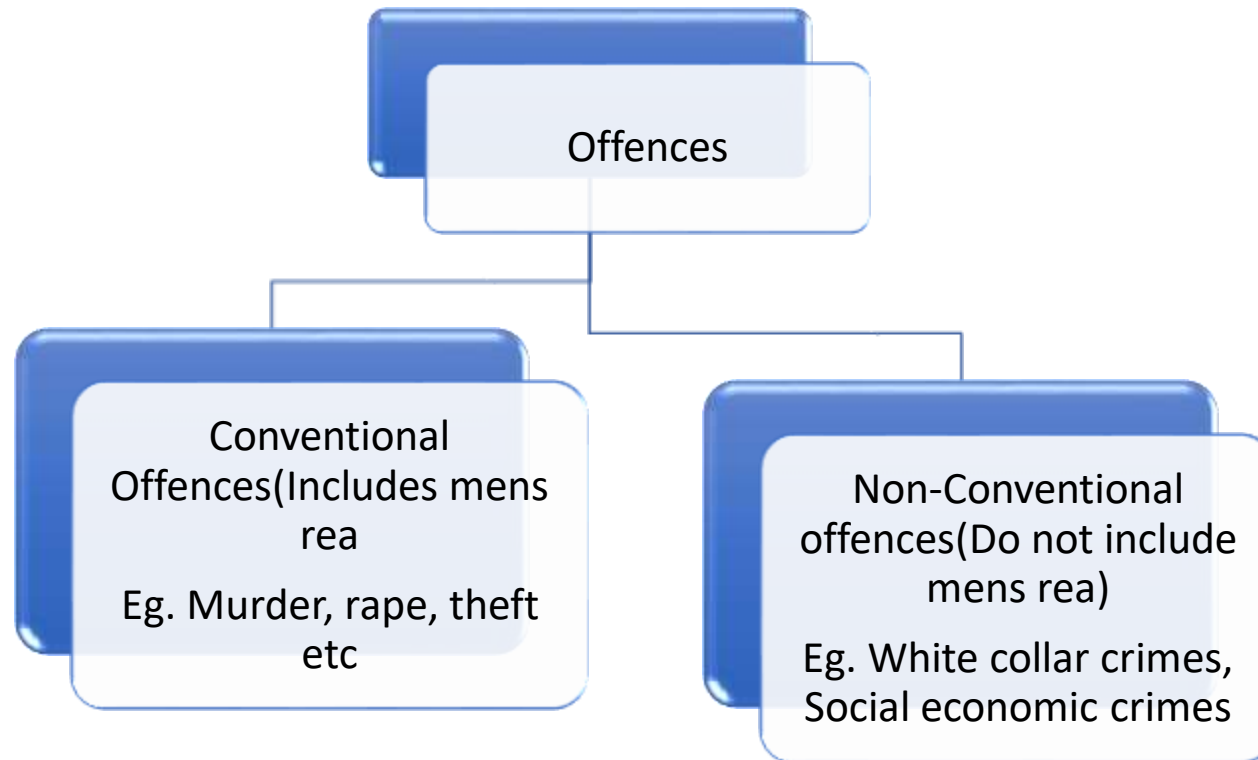 Offences
Conventional
Offences(Includes mens
rea
Eg. Murder, rape, theft
etc
Non-Conventional
offences(Do not include
mens rea)
Eg. White collar crimes,
Social economic crimes